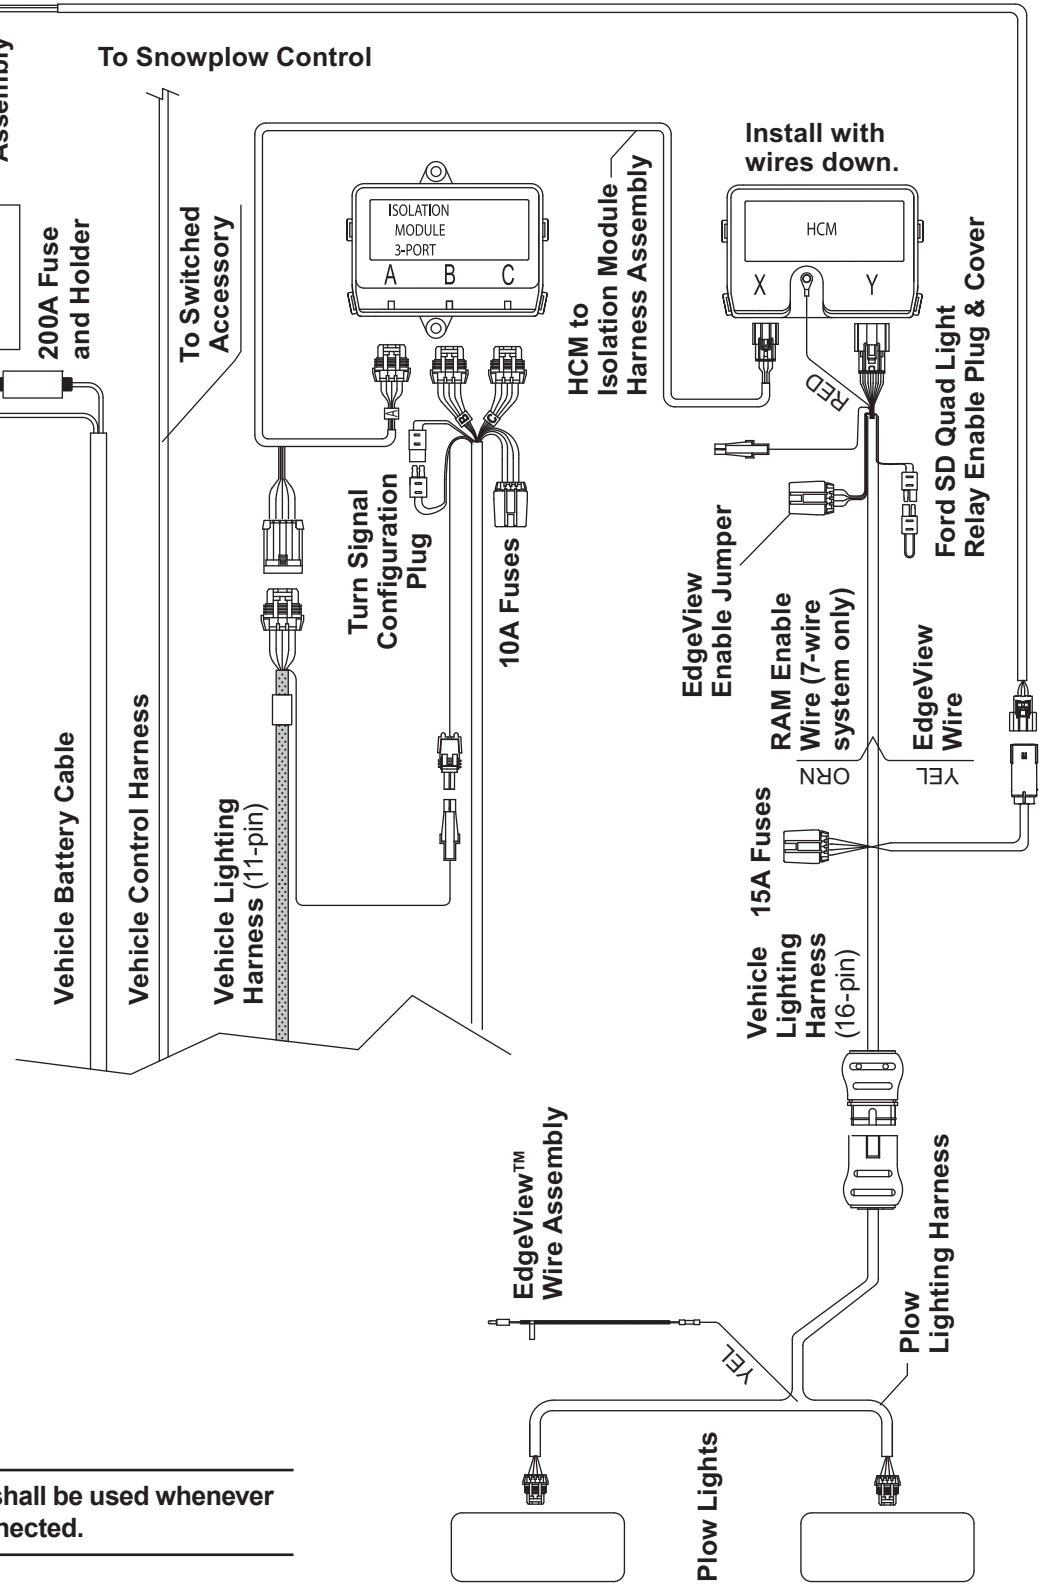 Assembly
To Snowplow Control
200A Fuse
and Holder
To Switched
Accessory
ISOLATION
MODULE
3-PORT
A B C
HCM to
Isolation Module
Harness Assembly
Install with
wires down.
HCM
X Y
RED
Ford SD Quad Light
Relay Enable Plug & Cover
A
B
C
Turn Signal
Configuration
Plug
10A Fuses
EdgeView
Enable Jumper
RAM Enable
Wire (7-wire
system only)
ORN
EdgeView
Wire
YEL
Vehicle Battery Cable
Vehicle Control Harness
Vehicle Lighting
Harness (11-pin)
15A Fuses
Vehicle
Lighting
Harness
(16-pin)
EdgeView™
Wire Assembly
YEL
Plow
Lighting Harness
Plow Lights
shall be used whenever
nected.